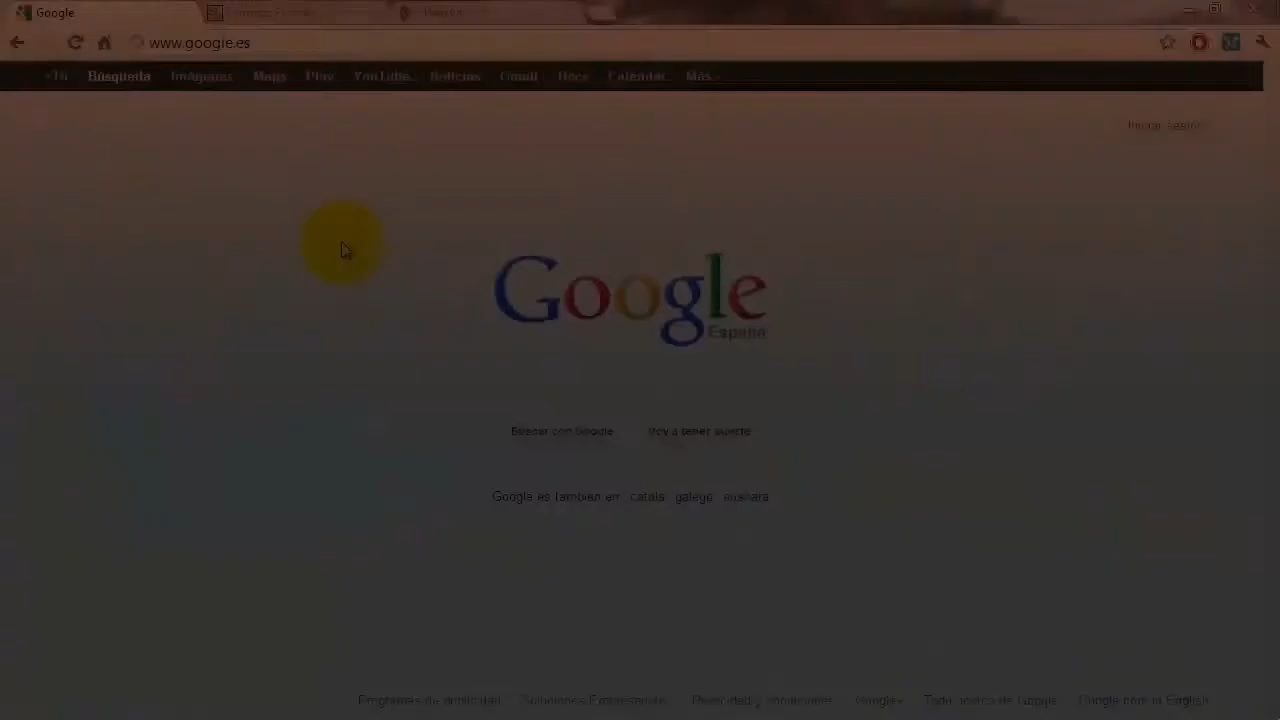 Google
www.google.es
+Tú Búsqueda Imágenes Maps Play YouTube Noticias Gmail Docs Calendar Más
Iniciar sesión
Google
España
Buscar con Google Voy a tener suerte
Google.es también en: català galego euskara
Programas de publicidad Soluciones Empresariales Privacidad y condiciones Google+ Todo acerca de Google Google.com in English